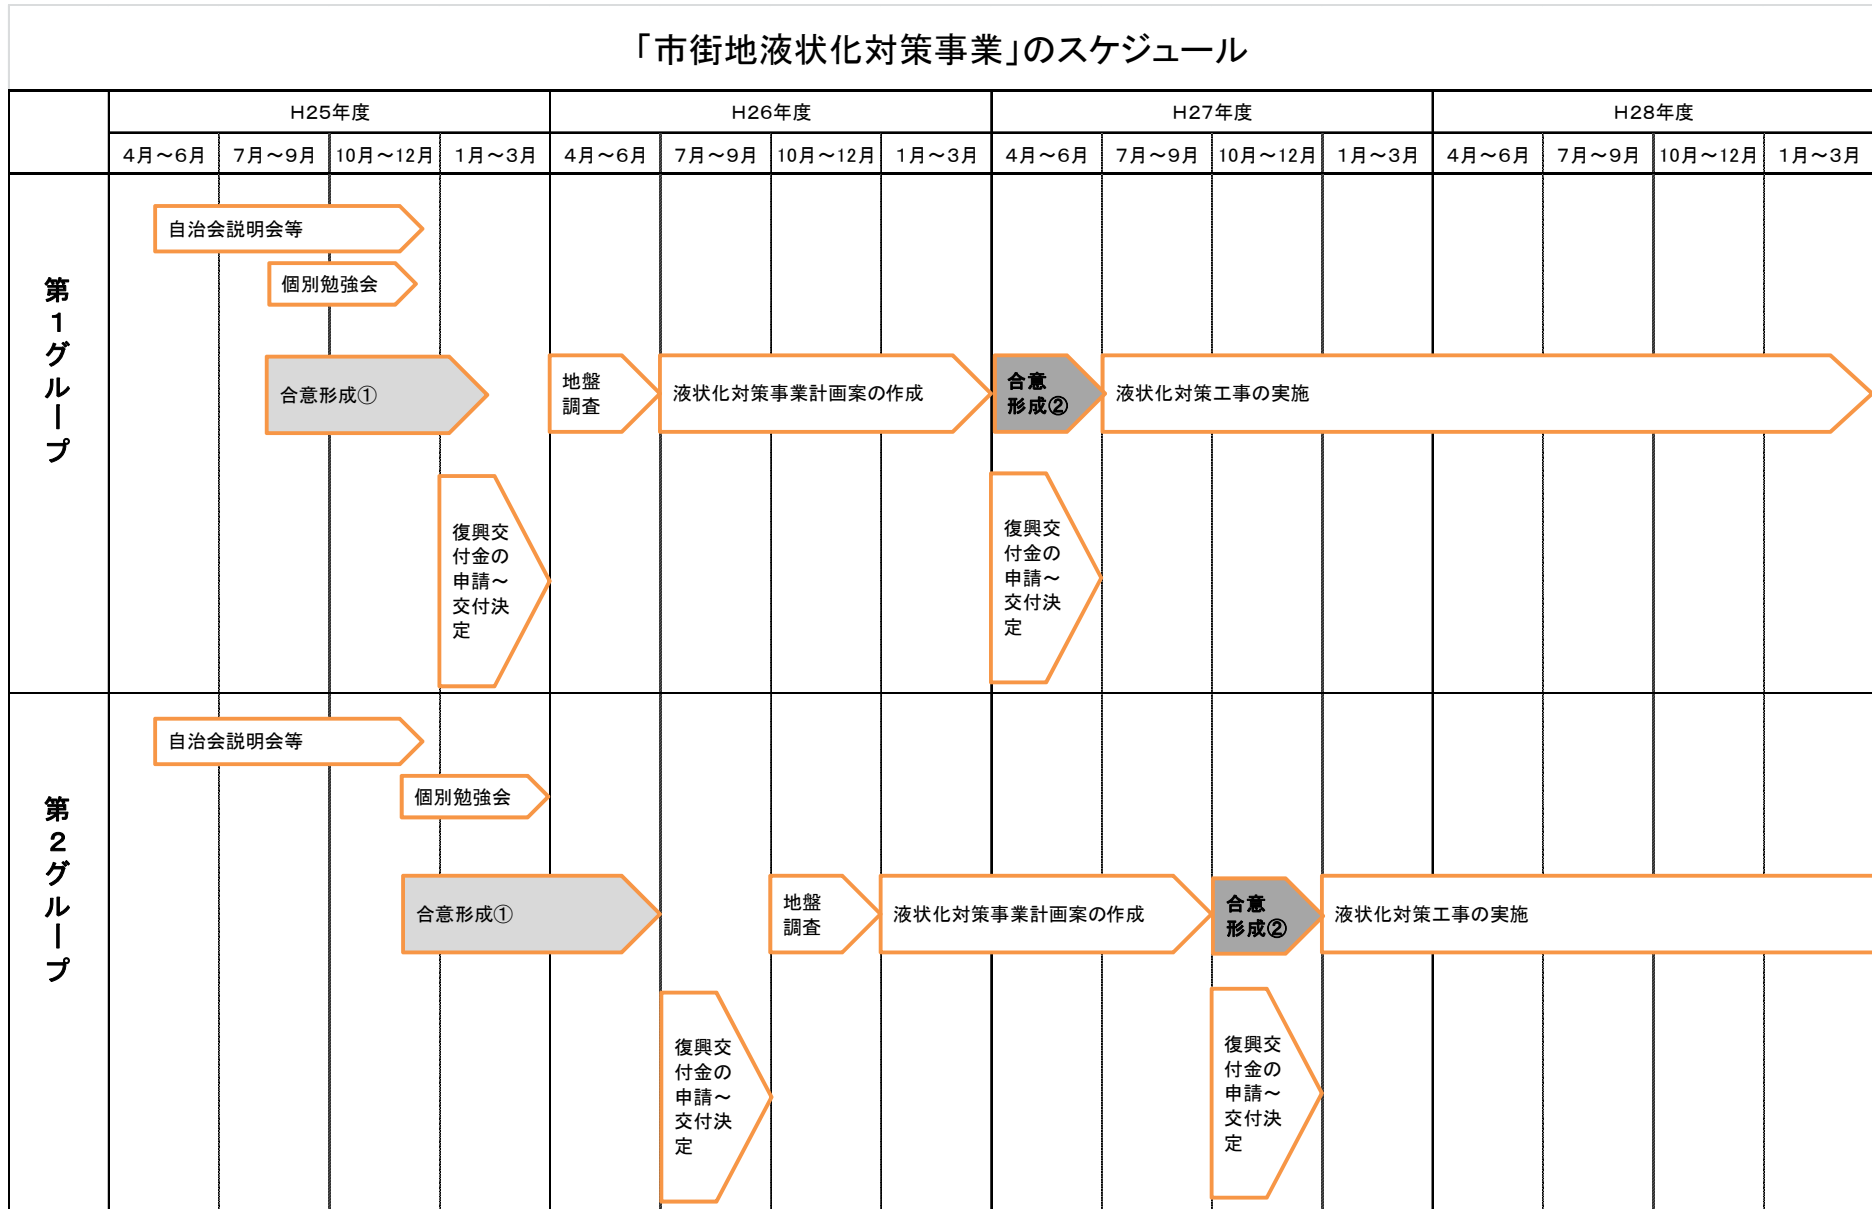 「市街地液状化対策事業」のスケジュール
H25年度 H26年度 H27年度 H28年度
4月～6月 7月～9月 10月～12月 1月～3月 4月～6月 7月～9月 10月～12月 1月～3月 4月～6月 7月～9月 10月～12月 1月～3月 4月～6月 7月～9月 10月～12月 1月～3月
第1グループ
自治会説明会等
個別勉強会
合意形成①
地盤
調査
液状化対策事業計画案の作成
合意
形成②
液状化対策工事の実施
復興交
付金の
申請～
交付決
定
復興交
付金の
申請～
交付決
定
第2グループ
自治会説明会等
個別勉強会
合意形成①
地盤
調査
液状化対策事業計画案の作成
合意
形成②
液状化対策工事の実施
復興交
付金の
申請～
交付決
定
復興交
付金の
申請～
交付決
定